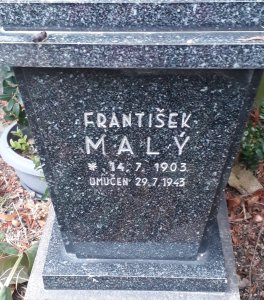 FRANTIŠEK
MALÝ
* 14. 7. 1903
UMUČEN 29.7.1943